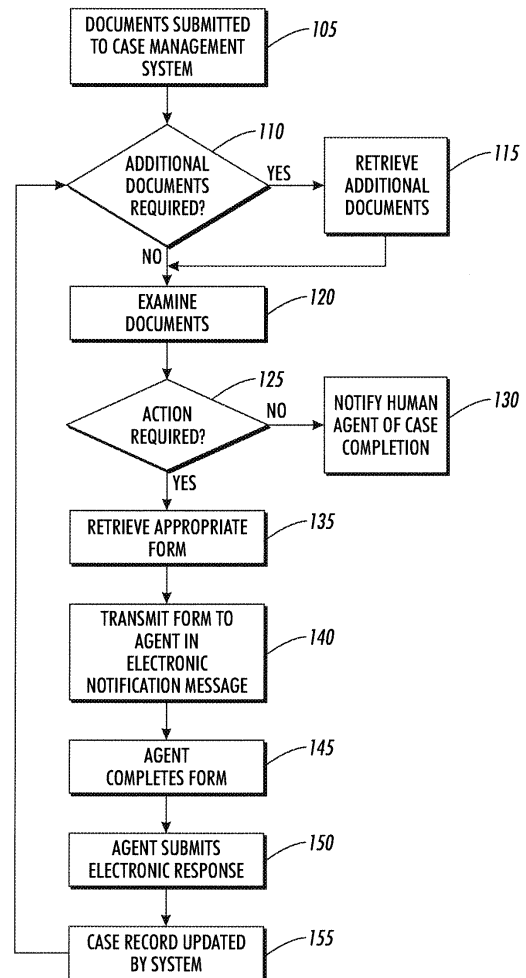 DOCUMENTS SUBMITTED
TO CASE MANAGEMENT
SYSTEM
105
110
ADDITIONAL
DOCUMENTS
REQUIRED?
YES
RETRIEVE
ADDITIONAL
DOCUMENTS
115
NO
EXAMINE
DOCUMENTS
120
125
ACTION
REQUIRED?
NO
NOTIFY HUMAN
AGENT OF CASE
COMPLETION
130
YES
RETRIEVE APPROPRIATE
FORM
135
TRANSMIT FORM TO
AGENT IN
ELECTRONIC
NOTIFICATION MESSAGE
140
AGENT
COMPLETES FORM
145
AGENT SUBMITS
ELECTRONIC RESPONSE
150
CASE RECORD UPDATED
BY SYSTEM
155